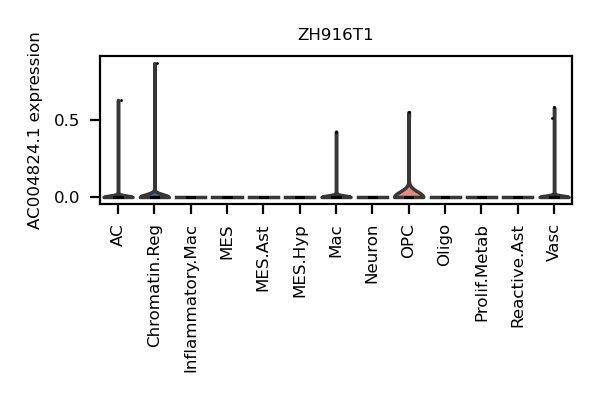 ZH916T1
AC004824.1 expression
0.5
0.0
AC
Chromatin.Reg
Inflammatory.Mac
MES
MES.Ast
MES.Hyp
Mac
Neuron
OPC
Oligo
Prolif.Metab
Reactive.Ast
Vasc